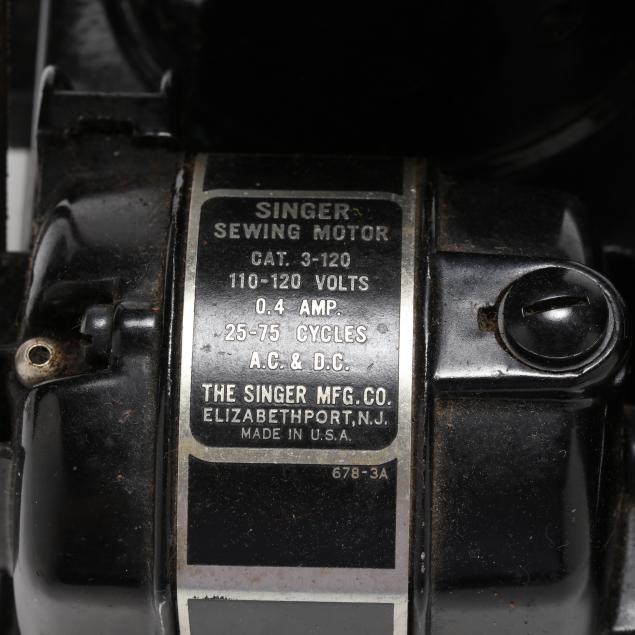 SINGER
SEWING MOTOR
CAT. 3-120
110-120 VOLTS
0.4 AMP.
25-75 CYCLES
A.C. & D.C.
THE SINGER MFG. CO.
ELIZABETHPORT, N.J.
MADE IN U.S.A.
678-3A